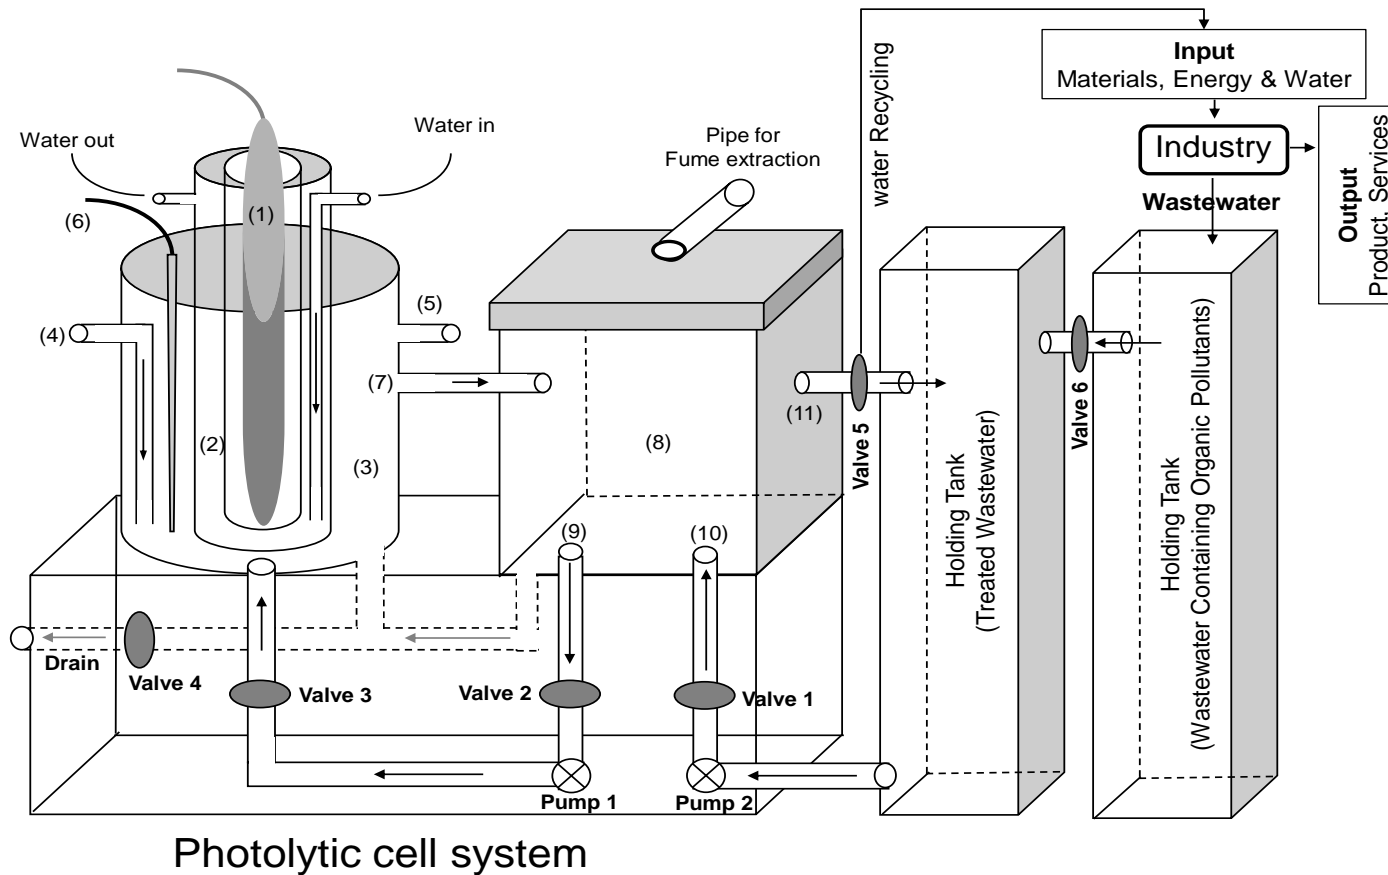 Input
Materials, Energy & Water
Industry
Wastewater
Output
Product. Services
water Recycling
Pipe for
Fume extraction
Water out
Water in
(1)
(6)
(5)
(4)
(7)
(11)
(2)
(3)
(8)
(9)
(10)
Valve 5
Valve 6
Holding Tank
(Treated Wastewater)
Holding Tank
(Wastewater Containing Organic Pollutants)
Drain
Valve 4
Valve 3
Valve 2
Valve 1
Pump 1
Pump 2
Photolytic cell system